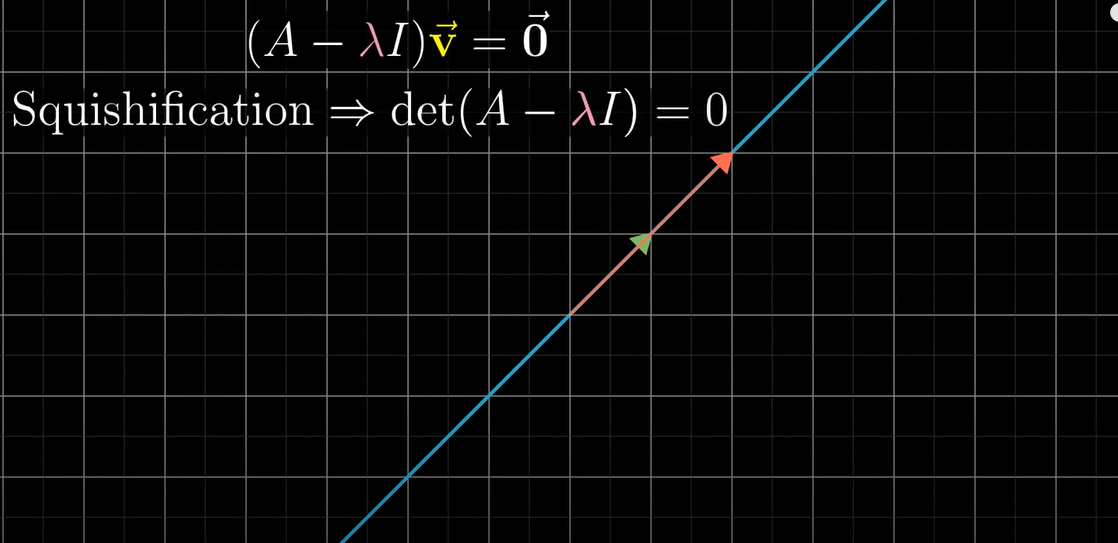 (A − λI)v⃗ = 0⃗
Squishification ⇒ det(A − λI) = 0